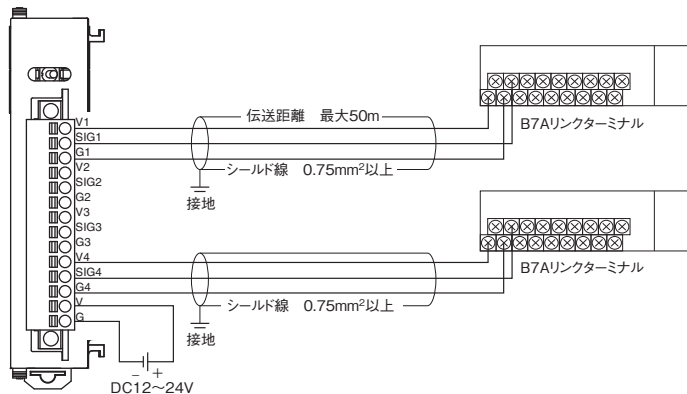 V1
SIG1
G1
V2
SIG2
G2
V3
SIG3
G3
V4
SIG4
G4
V
G
伝送距離　最大50m
シールド線　0.75mm²以上
接地
B7Aリンクターミナル
シールド線　0.75mm²以上
接地
B7Aリンクターミナル
− +
DC12～24V